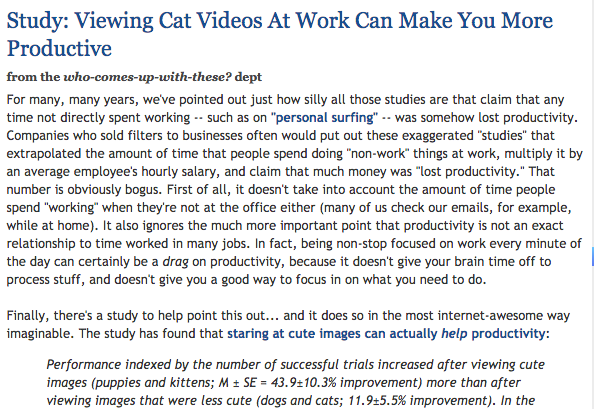 Study: Viewing Cat Videos At Work Can Make You More
Productive
from the who-comes-up-with-these? dept
For many, many years, we've pointed out just how silly all those studies are that claim that any
time not directly spent working -- such as on "personal surfing" -- was somehow lost productivity.
Companies who sold filters to businesses often would put out these exaggerated "studies" that
extrapolated the amount of time that people spend doing "non-work" things at work, multiply it by
an average employee's hourly salary, and claim that much money was "lost productivity." That
number is obviously bogus. First of all, it doesn't take into account the amount of time people
spend "working" when they're not at the office either (many of us check our emails, for example,
while at home). It also ignores the much more important point that productivity is not an exact
relationship to time worked in many jobs. In fact, being non-stop focused on work every minute of
the day can certainly be a drag on productivity, because it doesn't give your brain time off to
process stuff, and doesn't give you a good way to focus in on what you need to do.
Finally, there's a study to help point this out... and it does so in the most internet-awesome way
imaginable. The study has found that staring at cute images can actually help productivity:
Performance indexed by the number of successful trials increased after viewing cute
images (puppies and kittens; M ± SE = 43.9±10.3% improvement) more than after
viewing images that were less cute (dogs and cats; 11.9±5.5% improvement). In the